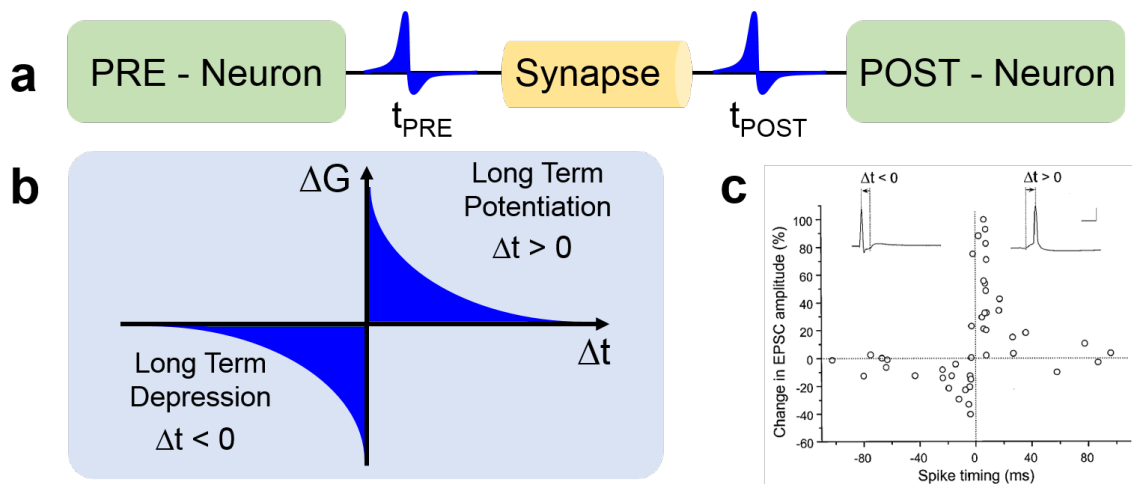 a
PRE - Neuron
tPRE
Synapse
tPOST
POST - Neuron
b
ΔG
Long Term
Potentiation
Δt > 0
Δt
Long Term
Depression
Δt < 0
c
Δt < 0
Δt > 0
Change in EPSC amplitude (%)
100
80
60
40
20
0
-20
-40
-60
-80
-40
0
40
80
Spike timing (ms)